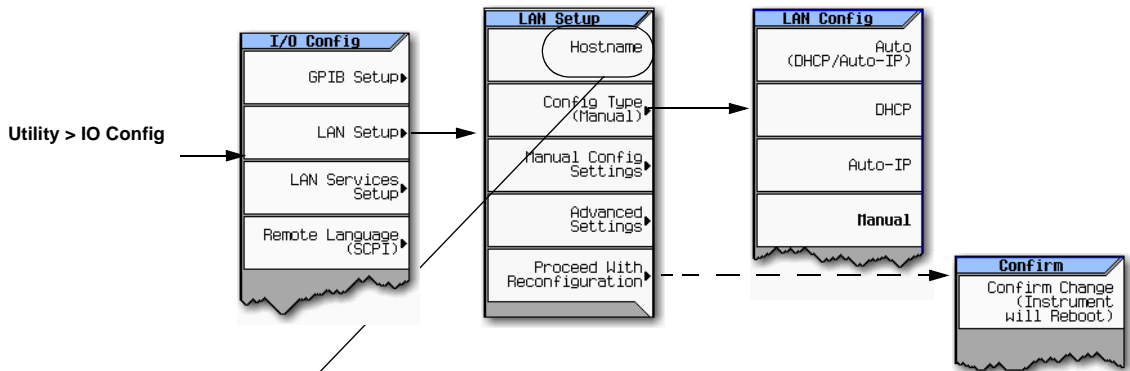 Utility > IO Config
I/O Config
GPIB Setup
LAN Setup
LAN Services
Setup
Remote Language
(SCPI)
LAN Setup
Hostname
Config Type
(Manual)
Manual Config
Settings
Advanced
Settings
Proceed With
Reconfiguration
LAN Config
Auto
(DHCP/Auto-IP)
DHCP
Auto-IP
Manual
Confirm
Confirm Change
(Instrument
will Reboot)